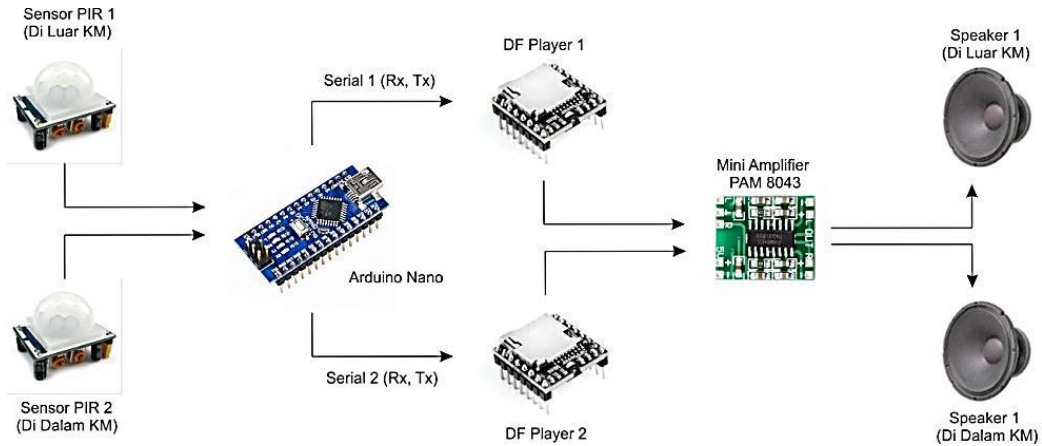 Sensor PIR 1
(Di Luar KM)
DF Player 1
Speaker 1
(Di Luar KM)
Serial 1 (Rx, Tx)
Mini Amplifier
PAM 8043
Arduino Nano
Serial 2 (Rx, Tx)
Sensor PIR 2
(Di Dalam KM)
DF Player 2
Speaker 1
(Di Dalam KM)